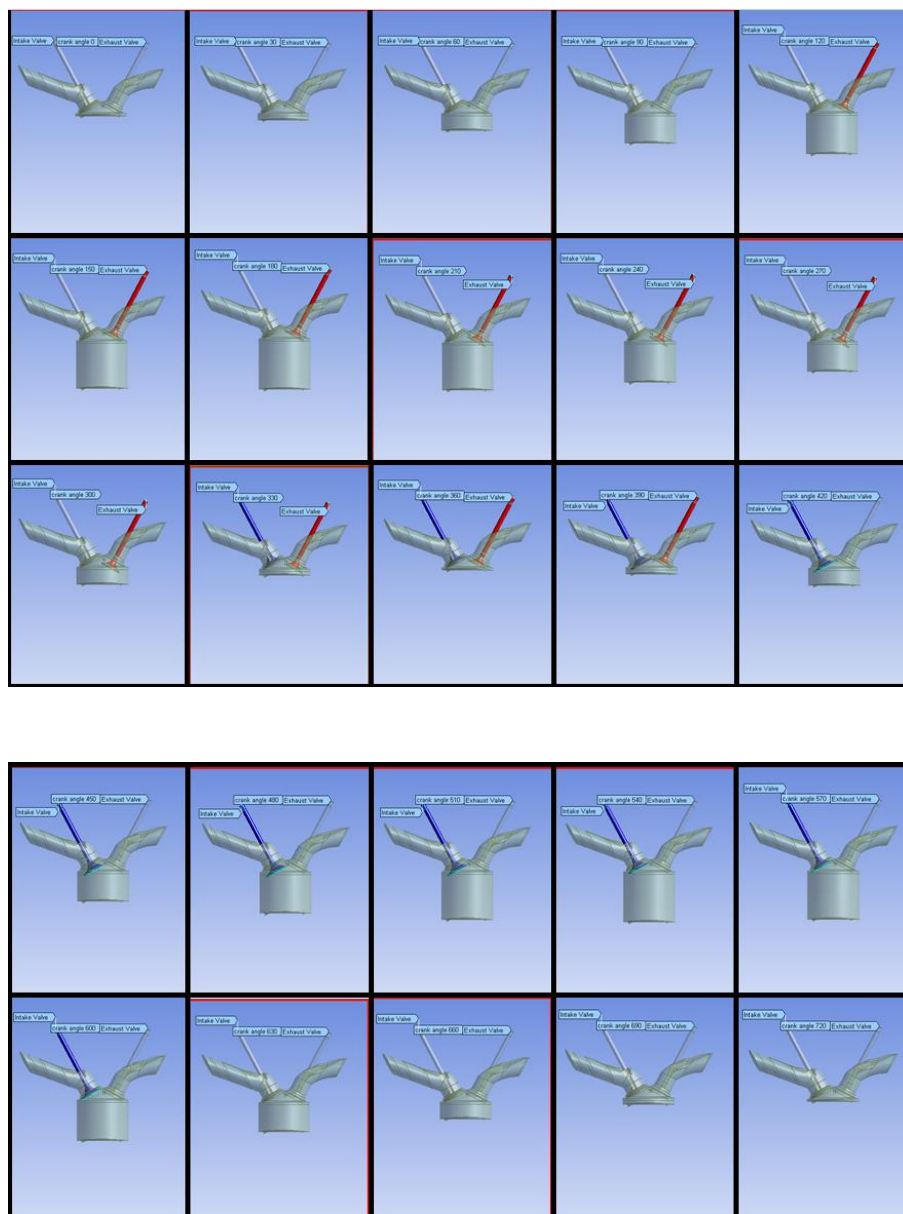 Intake Valve crank angle 0 Exhaust Valve
Intake Valve crank angle 30 Exhaust Valve
Intake Valve crank angle 60 Exhaust Valve
Intake Valve crank angle 90 Exhaust Valve
Intake Valve
crank angle 120 Exhaust Valve
Intake Valve
crank angle 150 Exhaust Valve
Intake Valve
crank angle 180 Exhaust Valve
Intake Valve
crank angle 210
Exhaust Valve
Intake Valve
crank angle 240
Exhaust Valve
Intake Valve
crank angle 270
Exhaust Valve
Intake Valve
crank angle 300
Exhaust Valve
Intake Valve
crank angle 330
Exhaust Valve
Intake Valve
crank angle 360 Exhaust Valve
crank angle 390 Exhaust Valve
Intake Valve
crank angle 420 Exhaust Valve
Intake Valve
crank angle 450 Exhaust Valve
Intake Valve
crank angle 480 Exhaust Valve
Intake Valve
crank angle 510 Exhaust Valve
Intake Valve
crank angle 540 Exhaust Valve
Intake Valve
Intake Valve
crank angle 570 Exhaust Valve
Intake Valve
crank angle 600 Exhaust Valve
Intake Valve
crank angle 630 Exhaust Valve
Intake Valve
crank angle 660 Exhaust Valve
Intake Valve
crank angle 690 Exhaust Valve
Intake Valve
crank angle 720 Exhaust Valve